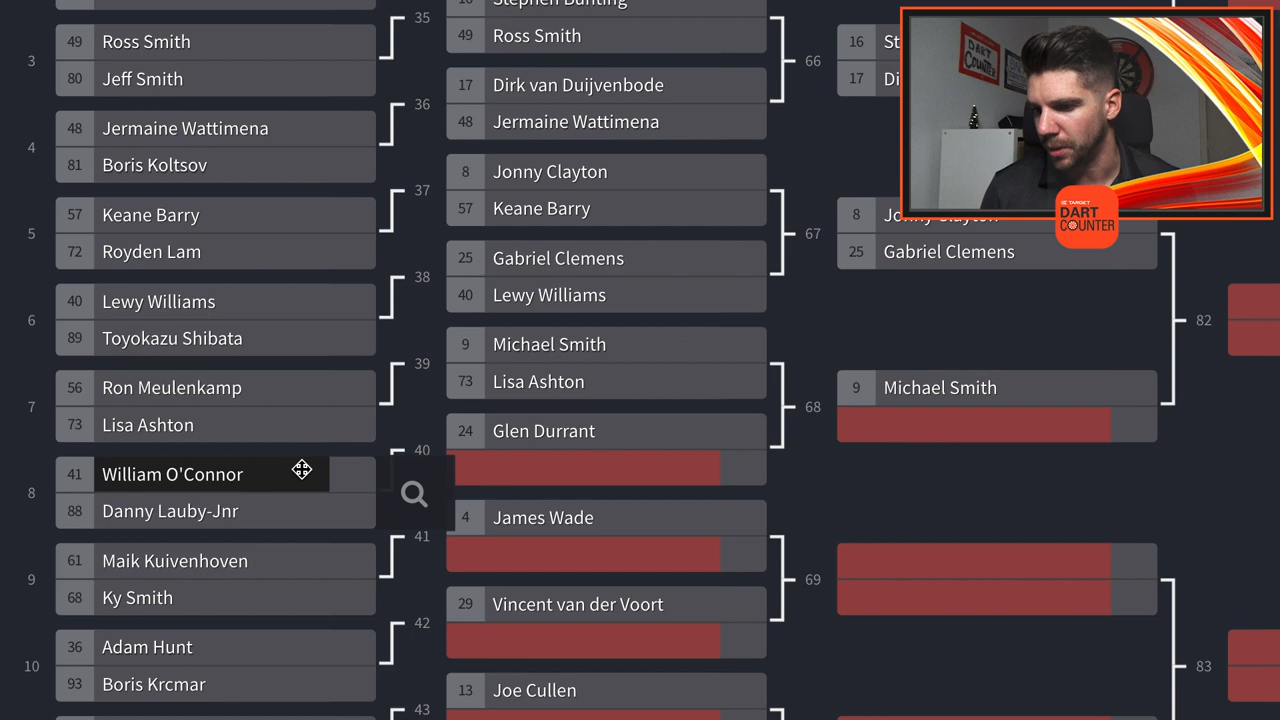 3
49 Ross Smith
80 Jeff Smith
4
48 Jermaine Wattimena
81 Boris Koltsov
5
57 Keane Barry
72 Royden Lam
6
40 Lewy Williams
89 Toyokazu Shibata
7
56 Ron Meulenkamp
73 Lisa Ashton
8
41 William O'Connor
88 Danny Lauby-Jnr
9
61 Maik Kuivenhoven
68 Ky Smith
10
36 Adam Hunt
93 Boris Krcmar
35
Stephen Bunting
49 Ross Smith
36
17 Dirk van Duijvenbode
48 Jermaine Wattimena
37
8 Jonny Clayton
57 Keane Barry
38
25 Gabriel Clemens
40 Lewy Williams
39
9 Michael Smith
73 Lisa Ashton
40
24 Glen Durrant
41
4 James Wade
42
29 Vincent van der Voort
43
13 Joe Cullen
66
16 St
17 Di
67
8 Jonny Clayton
25 Gabriel Clemens
68
9 Michael Smith
69
82
83
DART
COUNTER
TARGET
DART
COUNTER